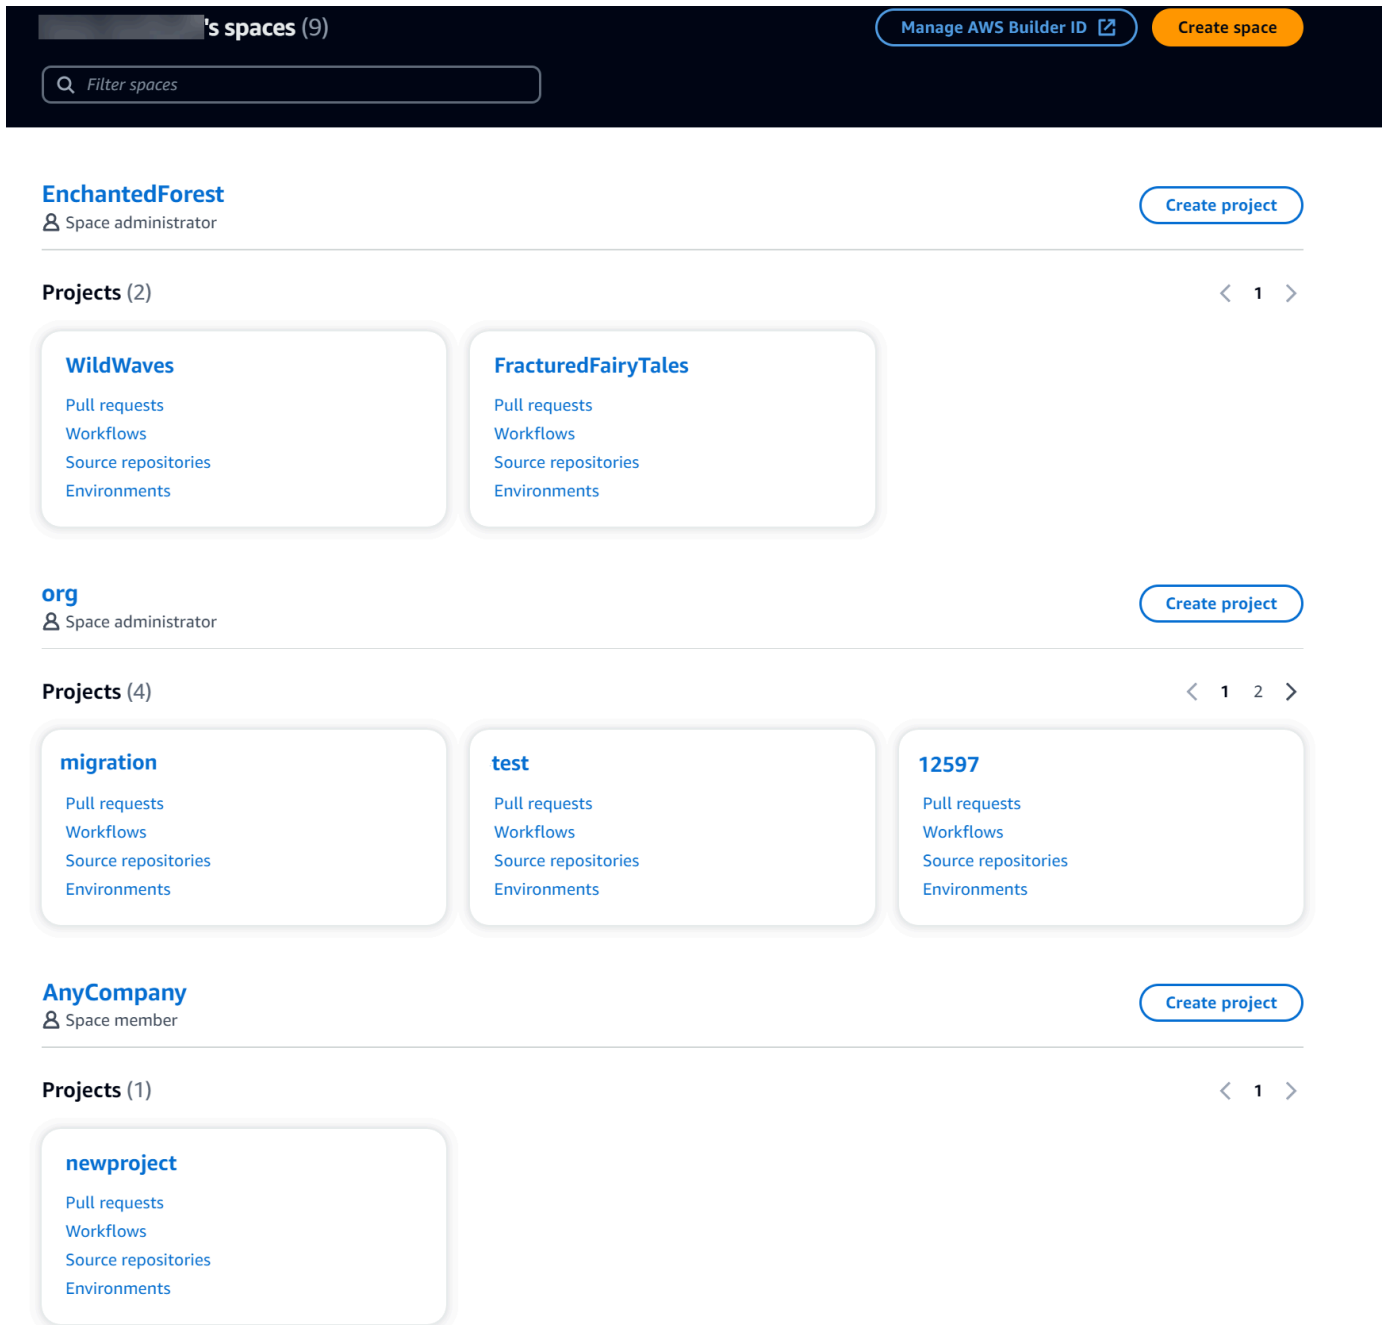 's spaces (9)
Manage AWS Builder ID
Create space
Filter spaces
EnchantedForest
Create project
Space administrator
Projects (2)
1
WildWaves
FracturedFairyTales
Pull requests
Pull requests
Workflows
Workflows
Source repositories
Source repositories
Environments
Environments
org
Create project
Space administrator
Projects (4)
1 2
migration
test
12597
Pull requests
Pull requests
Pull requests
Workflows
Workflows
Workflows
Source repositories
Source repositories
Source repositories
Environments
Environments
Environments
AnyCompany
Create project
Space member
Projects (1)
1
newproject
Pull requests
Workflows
Source repositories
Environments